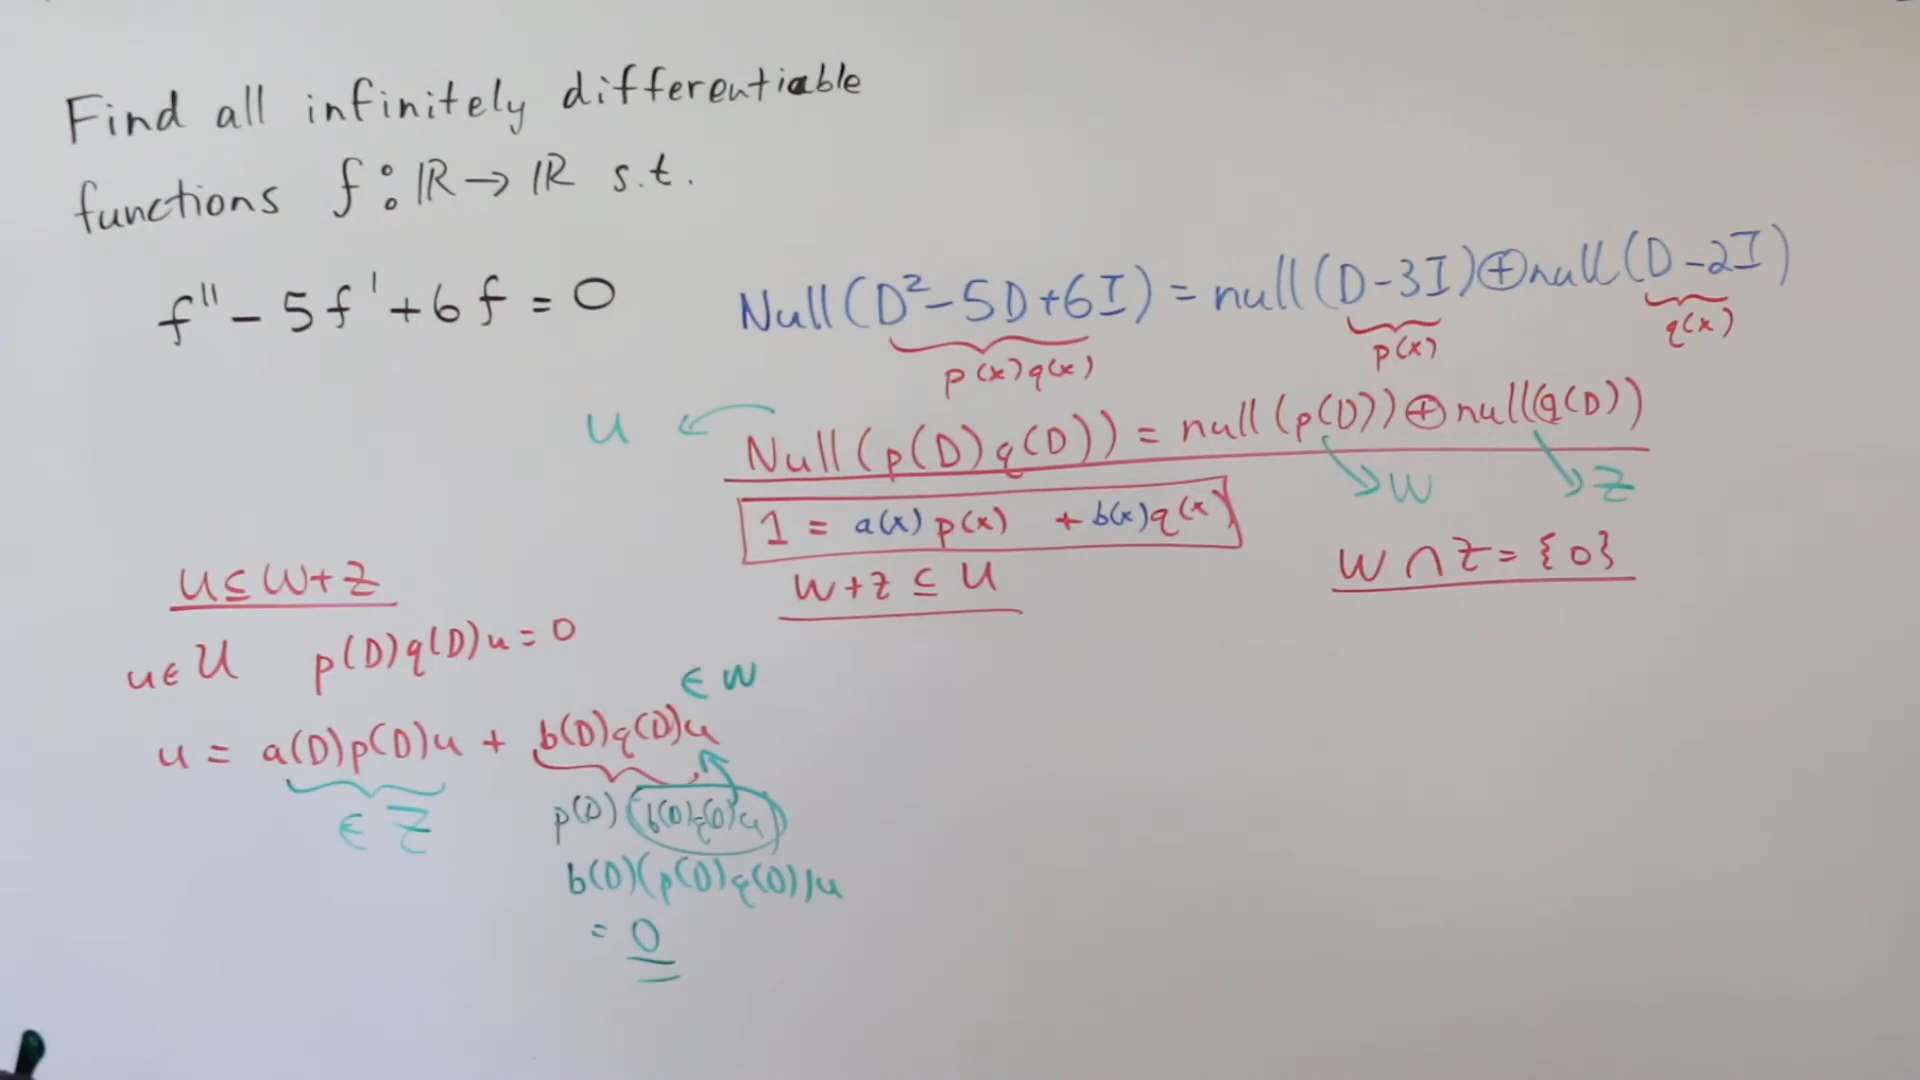 Find all infinitely differentiable
functions f:ℝ→ℝ s.t.
f'' - 5f' + 6f = 0
Null(D²-5D+6I) = null(D-3I)⊕null(D-2I)
p(x)q(x)
p(x)
q(x)
U ← Null(p(D)q(D)) = null(p(D))⊕null(q(D))
W
Z
1 = a(x)p(x) + b(x)q(x)
W+Z ⊆ U
W∩Z = {0}
U⊆W+Z
u∈U p(D)q(D)u=0
∈ W
u = a(D)p(D)u + b(D)q(D)u
∈ Z
p(D)(b(D)q(D)u)
b(D)(p(D)q(D))u
= 0